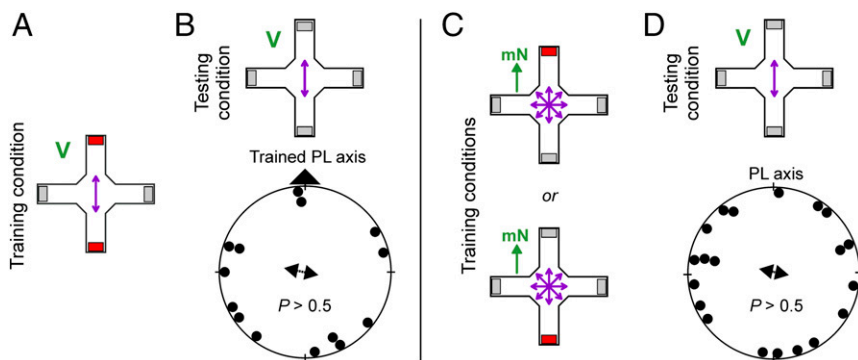 A
Training condition
V
B
Testing
condition
V
Trained PL axis
P > 0.5
C
Training conditions
mN
or
mN
D
Testing
condition
V
PL axis
P > 0.5